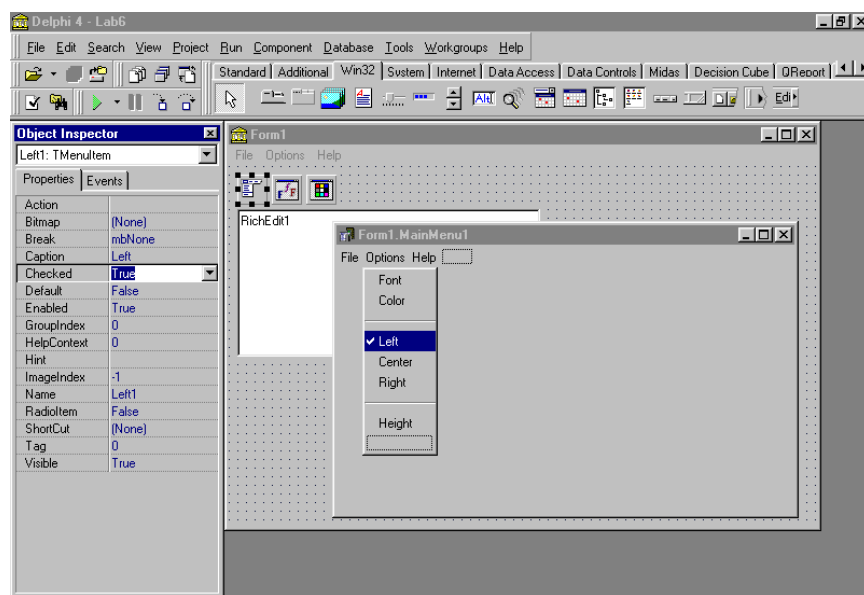 Delphi 4 - Lab6
File Edit Search View Project Run Component Database Tools Workgroups Help
Standard Additional Win32 System Internet Data Access Data Controls Midas Decision Cube QReport
Edi
Object Inspector
Left1: TMenuItem
Properties Events
Action
Bitmap (None)
Break mbNone
Caption Left
Checked True
Default False
Enabled True
GroupIndex 0
HelpContext 0
Hint
ImageIndex -1
Name Left1
RadioItem False
ShortCut (None)
Tag 0
Visible True
Form1
File Options Help
RichEdit1
Form1.MainMenu1
File Options Help
Font
Color
Left
Center
Right
Height